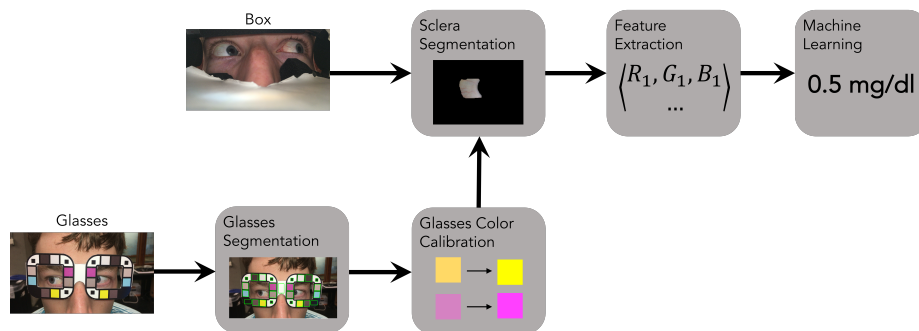 Box
Sclera
Segmentation
Feature
Extraction
⟨R₁, G₁, B₁
...⟩
Machine
Learning
0.5 mg/dl
Glasses
Glasses
Segmentation
Glasses Color
Calibration